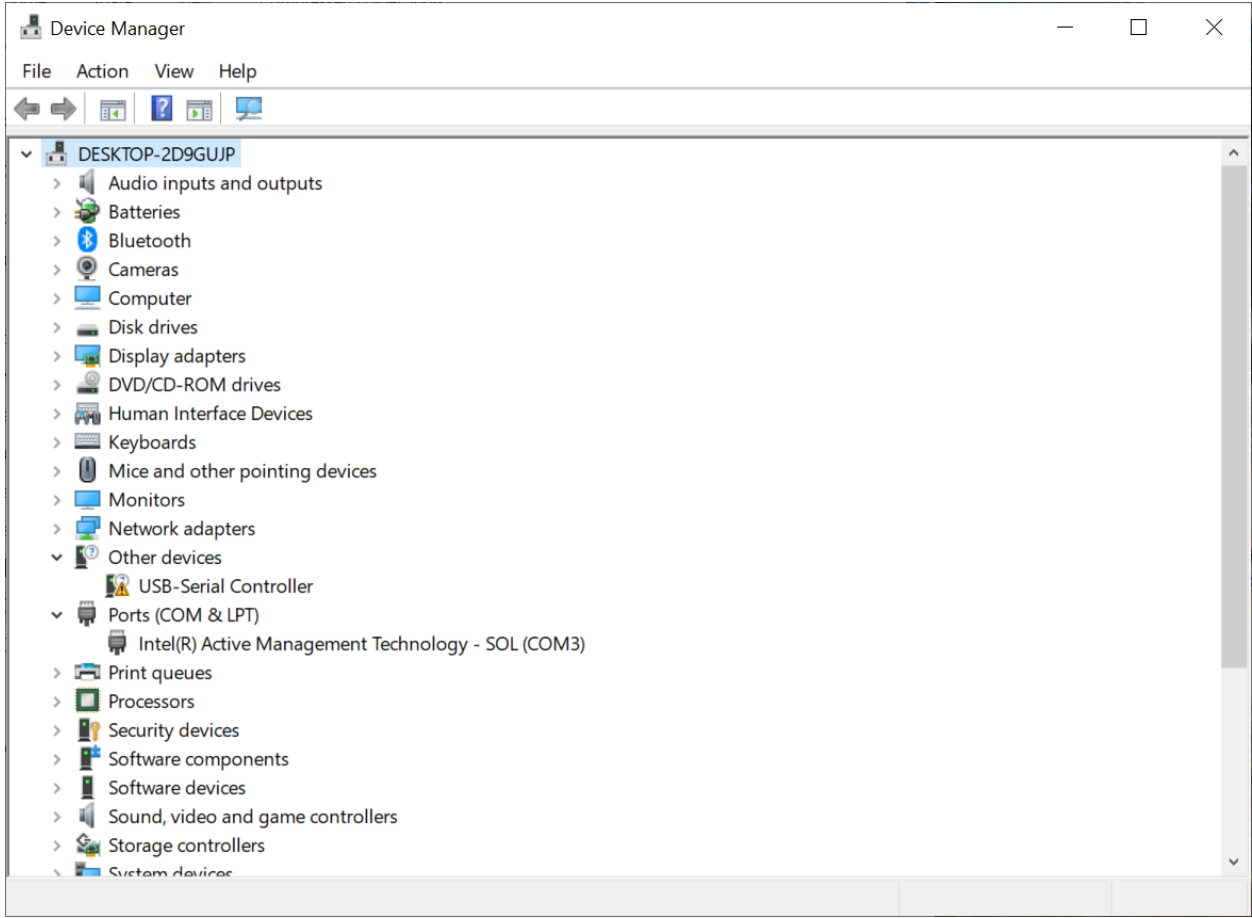 Device Manager
File Action View Help
DESKTOP-2D9GUJP
Audio inputs and outputs
Batteries
Bluetooth
Cameras
Computer
Disk drives
Display adapters
DVD/CD-ROM drives
Human Interface Devices
Keyboards
Mice and other pointing devices
Monitors
Network adapters
Other devices
USB-Serial Controller
Ports (COM & LPT)
Intel(R) Active Management Technology - SOL (COM3)
Print queues
Processors
Security devices
Software components
Software devices
Sound, video and game controllers
Storage controllers
System devices